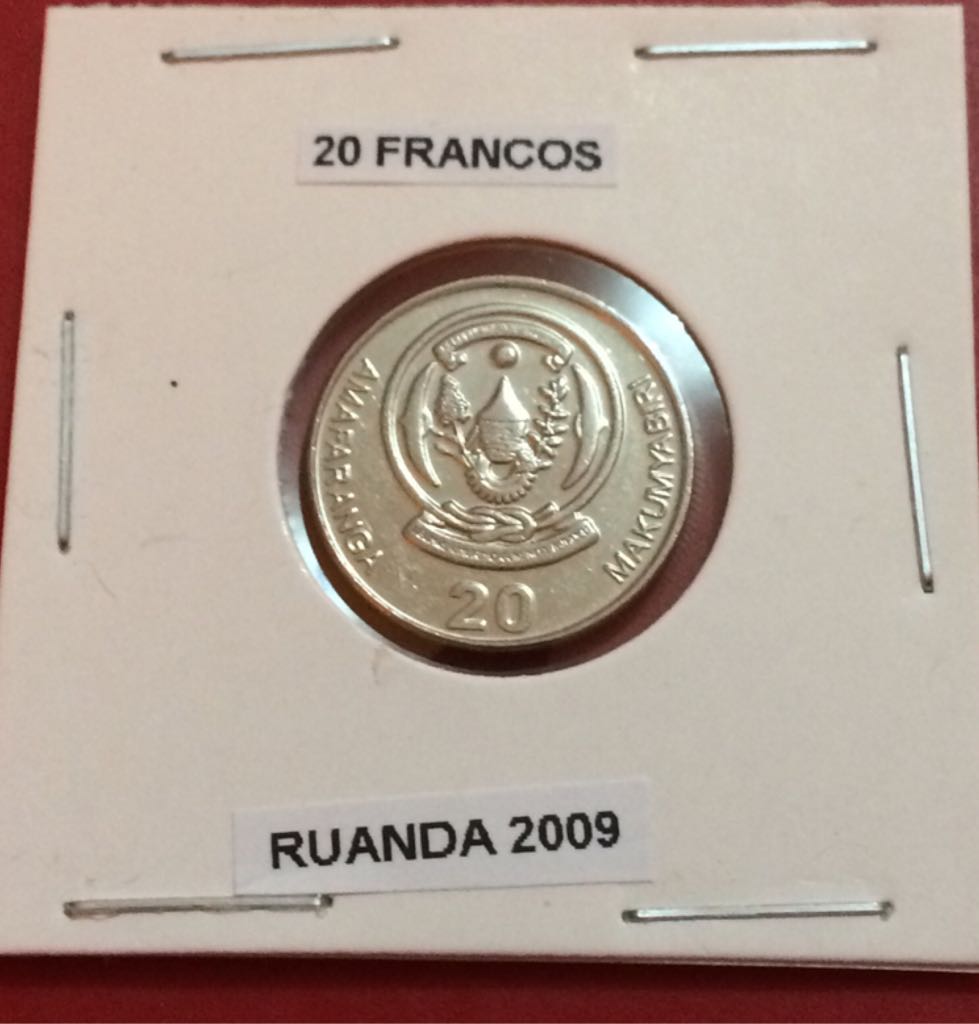 20 FRANCOS
AMAFARANGA
MAKUMYABIRI
20
RUANDA 2009